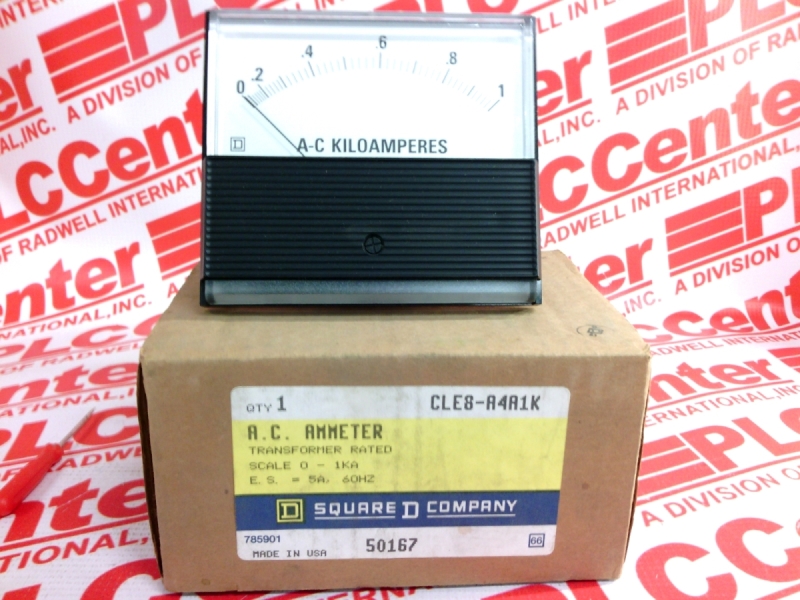 0 .2 .4 .6 .8 1
A-C KILOAMPERES
QTY 1 CLE8-A4A1K
A.C. AMMETER
TRANSFORMER RATED
SCALE 0 - 1KA
E.S. = 5A, 60HZ
D SQUARE D COMPANY
785901
MADE IN USA 50167 66
PLCCenter
A DIVISION OF RADWELL INTERNATIONAL, INC.